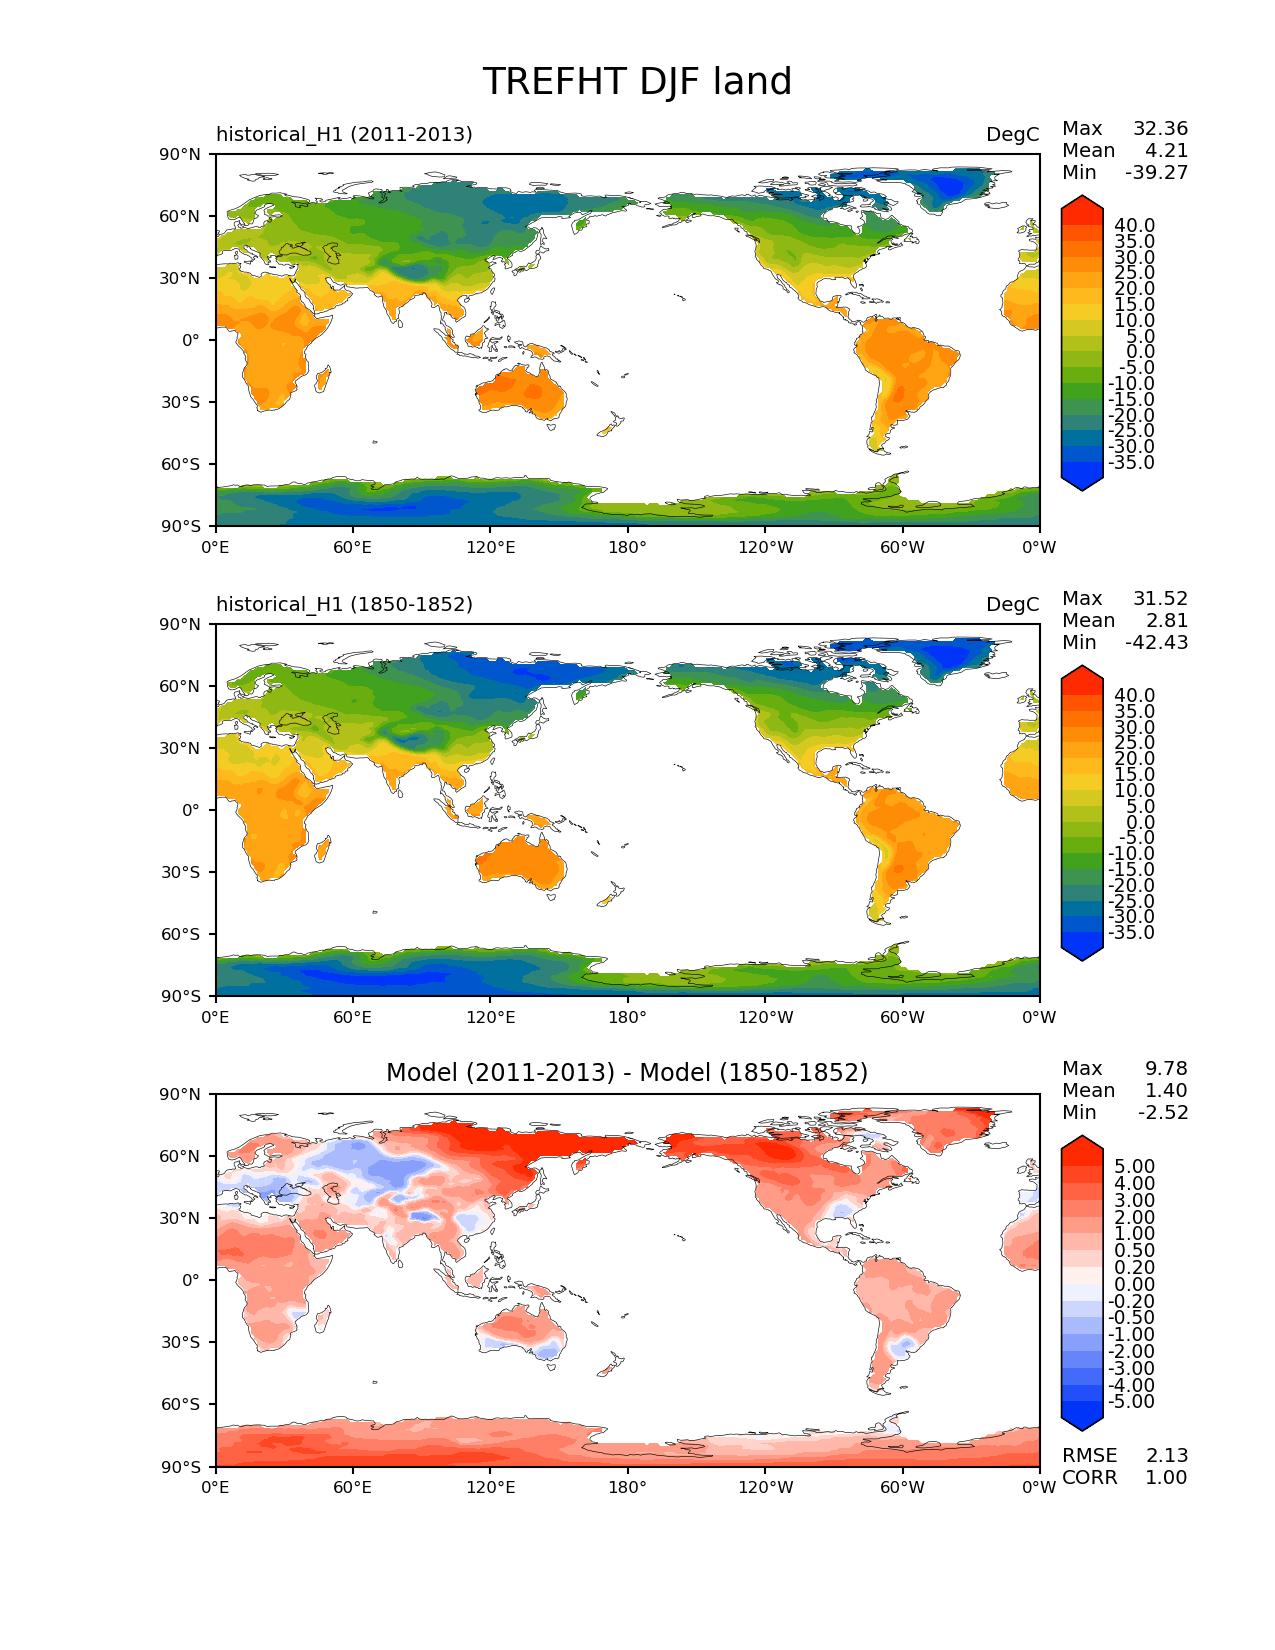 TREFHT DJF land
historical_H1 (2011-2013) DegC
Max 32.36
Mean 4.21
Min -39.27
90°N
60°N
30°N
0°
30°S
60°S
90°S
0°E 60°E 120°E 180° 120°W 60°W 0°W
40.0
35.0
30.0
25.0
20.0
15.0
10.0
5.0
0.0
-5.0
-10.0
-15.0
-20.0
-25.0
-30.0
-35.0
historical_H1 (1850-1852) DegC
Max 31.52
Mean 2.81
Min -42.43
90°N
60°N
30°N
0°
30°S
60°S
90°S
0°E 60°E 120°E 180° 120°W 60°W 0°W
40.0
35.0
30.0
25.0
20.0
15.0
10.0
5.0
0.0
-5.0
-10.0
-15.0
-20.0
-25.0
-30.0
-35.0
Model (2011-2013) - Model (1850-1852)
Max 9.78
Mean 1.40
Min -2.52
90°N
60°N
30°N
0°
30°S
60°S
90°S
0°E 60°E 120°E 180° 120°W 60°W 0°W
5.00
4.00
3.00
2.00
1.00
0.50
0.20
0.00
-0.20
-0.50
-1.00
-2.00
-3.00
-4.00
-5.00
RMSE 2.13
CORR 1.00